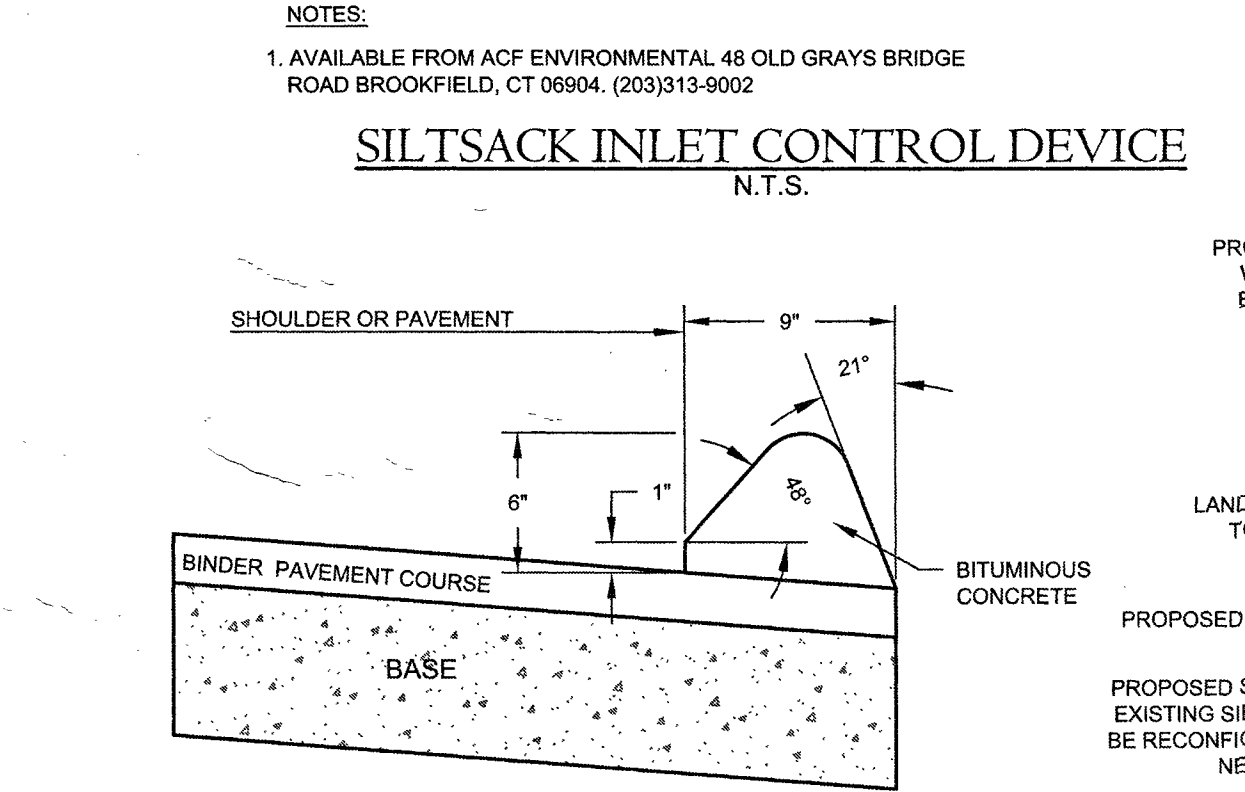 NOTES:
1. AVAILABLE FROM ACF ENVIRONMENTAL 48 OLD GRAYS BRIDGE
ROAD BROOKFIELD, CT 06904. (203)313-9002
SILTSACK INLET CONTROL DEVICE
N.T.S.
SHOULDER OR PAVEMENT
9"
21°
6"
1"
48°
BINDER PAVEMENT COURSE
BITUMINOUS
CONCRETE
BASE
PROPOSED
PROPOSED
EXISTING